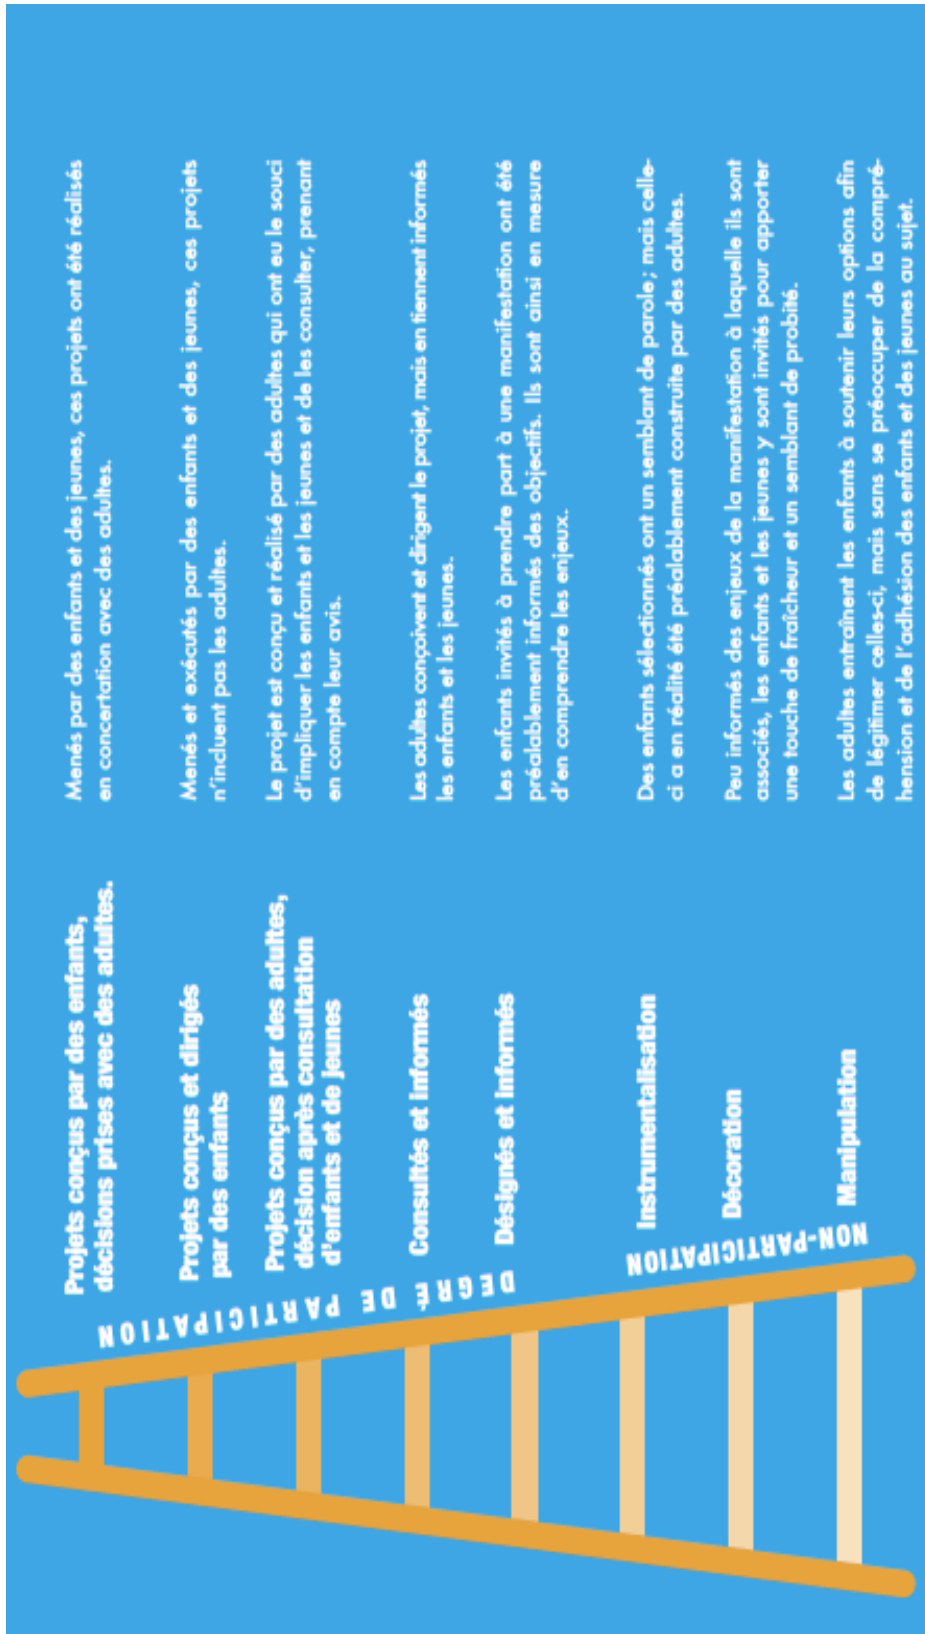 Projets conçus par des enfants,
décisions prises avec des adultes.
Menés par des enfants et des jeunes, ces projets ont été réalisés
en concertation avec des adultes.
Projets conçus et dirigés
par des enfants
Menés et exécutés par des enfants et des jeunes, ces projets
n'incluent pas les adultes.
Projets conçus par des adultes,
décision après consultation
d'enfants et de jeunes
Le projet est conçu et réalisé par des adultes qui ont eu le souci
d'impliquer les enfants et les jeunes et de les consulter, prenant
en compte leur avis.
Consultés et informés
Les adultes conçoivent et dirigent le projet, mais en tiennent informés
les enfants et les jeunes.
Désignés et informés
Les enfants invités à prendre part à une manifestation ont été
préalablement informés des objectifs. Ils sont ainsi en mesure
d'en comprendre les enjeux.
Instrumentalisation
Des enfants sélectionnés ont un semblant de parole; mais celle-
ci a en réalité été préalablement construite par des adultes.
Décoration
Peu informés des enjeux de la manifestation à laquelle ils sont
associés, les enfants et les jeunes y sont invités pour apporter
une touche de fraîcheur et un semblant de probité.
Manipulation
Les adultes entraînent les enfants à soutenir leurs options afin
de légitimer celles-ci, mais sans se préoccuper de la compré-
hension et de l'adhésion des enfants et des jeunes au sujet.
DEGRÉ DE PARTICIPATION
NON-PARTICIPATION